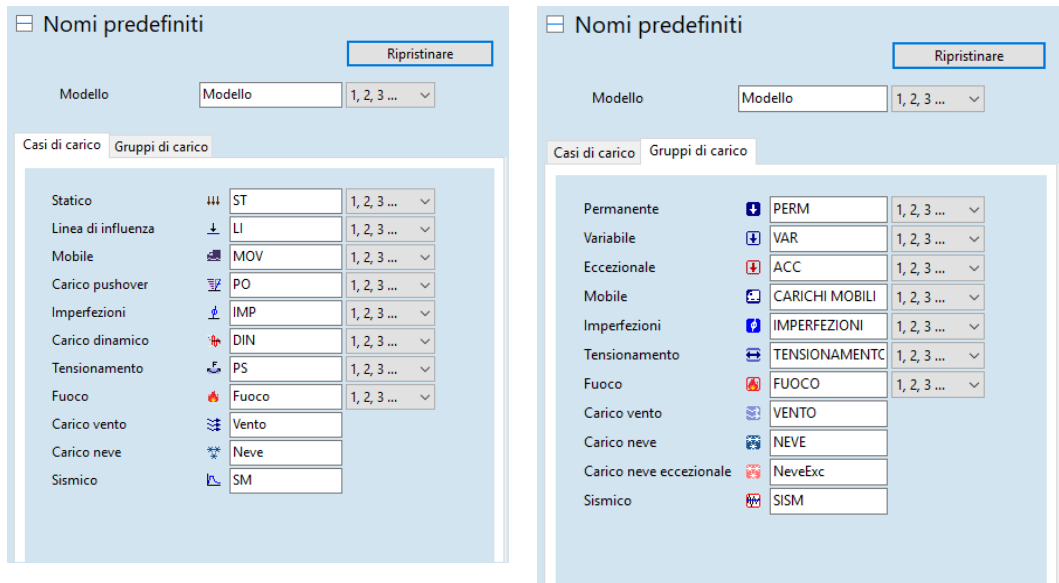 Nomi predefiniti
Ripristinare
Modello Modello 1, 2, 3 ...
Casi di carico Gruppi di carico
Statico ST 1, 2, 3 ...
Linea di influenza LI 1, 2, 3 ...
Mobile MOV 1, 2, 3 ...
Carico pushover PO 1, 2, 3 ...
Imperfezioni IMP 1, 2, 3 ...
Carico dinamico DIN 1, 2, 3 ...
Tensionamento PS 1, 2, 3 ...
Fuoco Fuoco 1, 2, 3 ...
Carico vento Vento
Carico neve Neve
Sismico SM
Nomi predefiniti
Ripristinare
Modello Modello 1, 2, 3 ...
Casi di carico Gruppi di carico
Permanente PERM 1, 2, 3 ...
Variabile VAR 1, 2, 3 ...
Eccezionale ACC 1, 2, 3 ...
Mobile CARICHI MOBILI 1, 2, 3 ...
Imperfezioni IMPERFEZIONI 1, 2, 3 ...
Tensionamento TENSIONAMENTO 1, 2, 3 ...
Fuoco FUOCO 1, 2, 3 ...
Carico vento VENTO
Carico neve NEVE
Carico neve eccezionale NeveExc
Sismico SISM